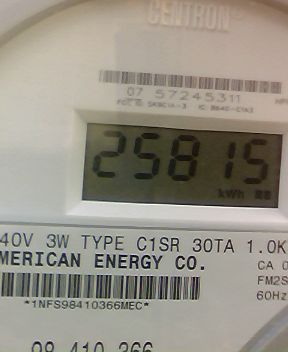 CENTRON®
07 57245311
25815
kWh
40V 3W TYPE C1SR 30TA 1.0K
MERICAN ENERGY CO.
CA 0
FM2S
60Hz
*1NFS98410366MEC*
98 410 366